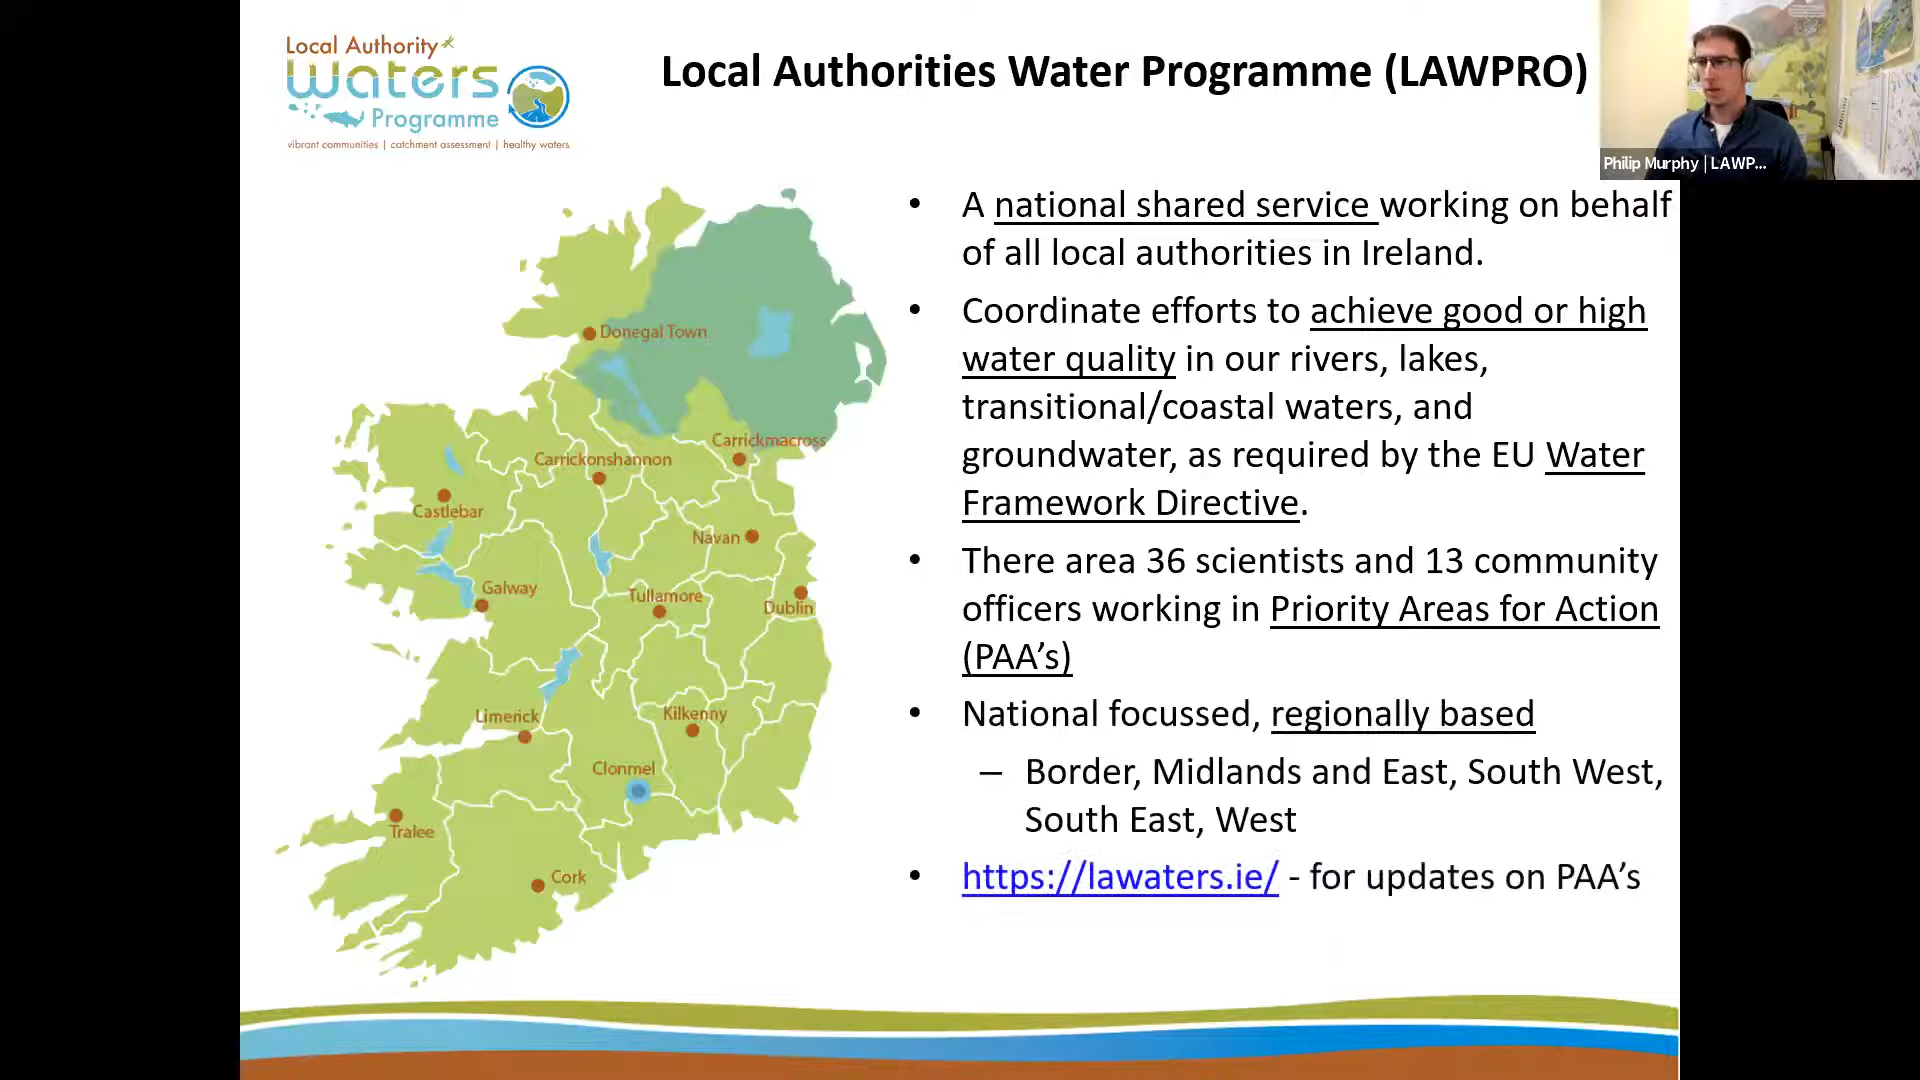 Local Authority
waters
Programme
vibrant communities | catchment assessment | healthy waters
Local Authorities Water Programme (LAWPRO)
Philip Murphy | LAWP...
• A national shared service working on behalf
of all local authorities in Ireland.
• Coordinate efforts to achieve good or high
water quality in our rivers, lakes,
transitional/coastal waters, and
groundwater, as required by the EU Water
Framework Directive.
• There area 36 scientists and 13 community
officers working in Priority Areas for Action
(PAA’s)
• National focussed, regionally based
– Border, Midlands and East, South West,
South East, West
• https://lawaters.ie/ - for updates on PAA’s
Donegal Town
Carrickmacross
Carrickonshannon
Castlebar
Navan
Galway
Tullamore
Dublin
Limerick
Kilkenny
Clonmel
Tralee
Cork